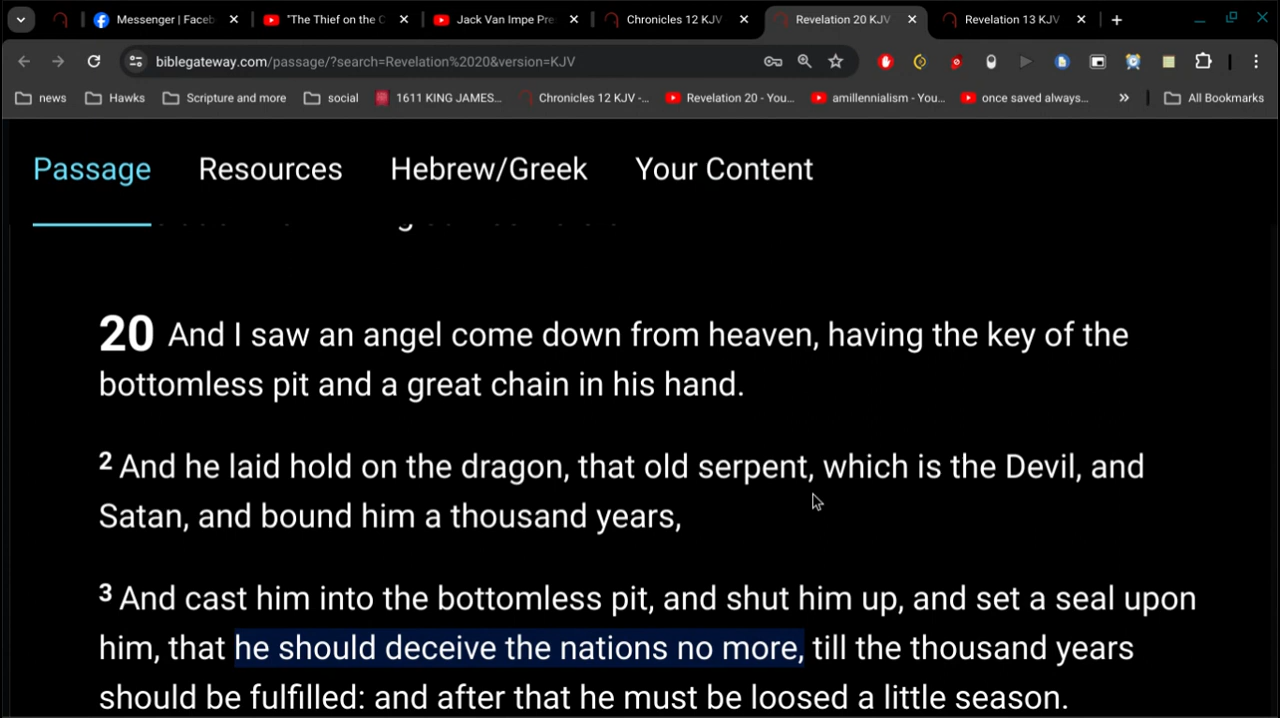 Messenger | Faceb
"The Thief on the C
Jack Van Impe Pre
Chronicles 12 KJV
Revelation 20 KJV
Revelation 13 KJV
biblegateway.com/passage/?search=Revelation%2020&version=KJV
news
Hawks
Scripture and more
social
1611 KING JAMES...
Chronicles 12 KJV -...
Revelation 20 - You...
amillennialism - You...
once saved always...
All Bookmarks
Passage Resources Hebrew/Greek Your Content
20 And I saw an angel come down from heaven, having the key of the
bottomless pit and a great chain in his hand.
2 And he laid hold on the dragon, that old serpent, which is the Devil, and
Satan, and bound him a thousand years,
3 And cast him into the bottomless pit, and shut him up, and set a seal upon
him, that he should deceive the nations no more, till the thousand years
should be fulfilled: and after that he must be loosed a little season.